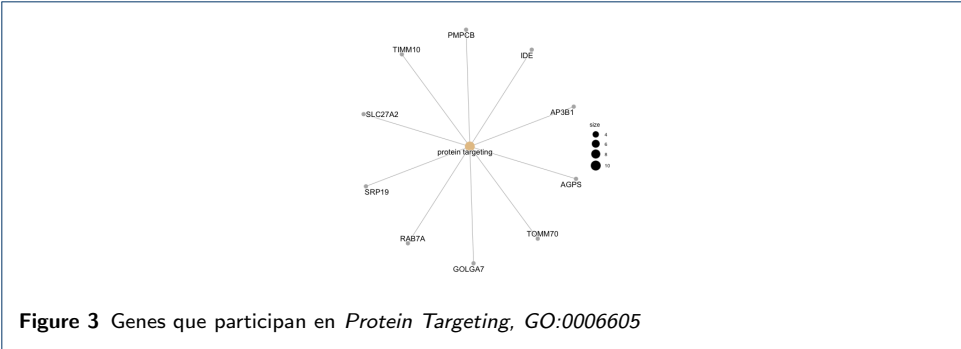 PMPCB
TIMM10
IDE
SLC27A2
AP3B1
size
4
6
8
10
protein targeting
AGPS
SRP19
RAB7A
TOMM70
GOLGA7
Figure 3 Genes que participan en Protein Targeting, GO:0006605